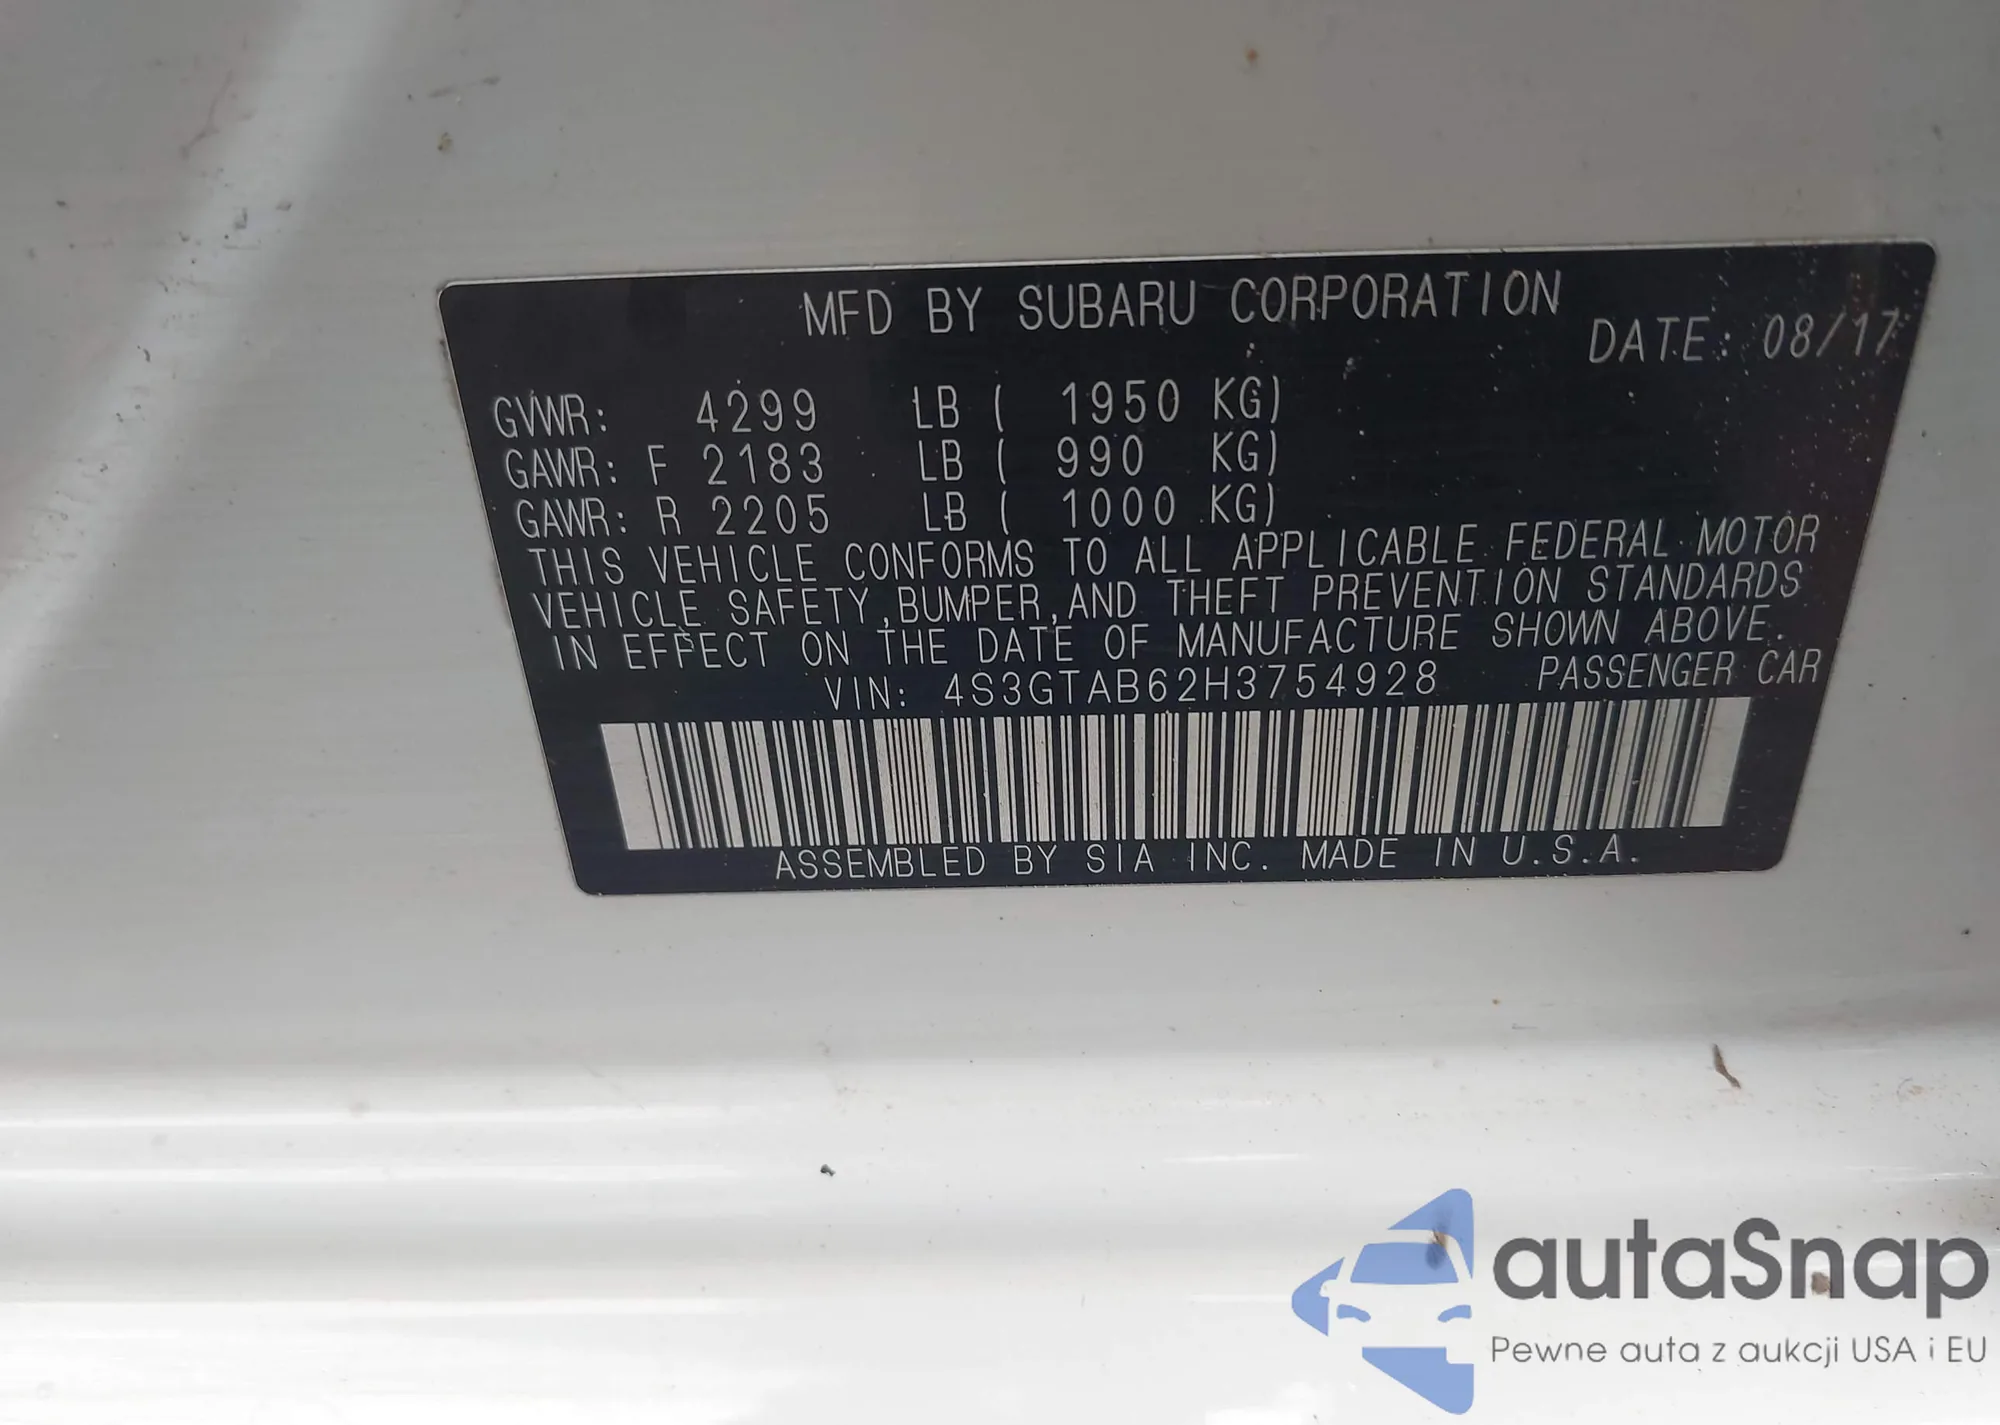 MFD BY SUBARU CORPORATION
DATE: 08/17
GVWR: 4299 LB ( 1950 KG)
GAWR: F 2183 LB ( 990 KG)
GAWR: R 2205 LB ( 1000 KG)
THIS VEHICLE CONFORMS TO ALL APPLICABLE FEDERAL MOTOR
VEHICLE SAFETY,BUMPER,AND THEFT PREVENTION STANDARDS
IN EFFECT ON THE DATE OF MANUFACTURE SHOWN ABOVE.
VIN: 4S3GTAB62H3754928 PASSENGER CAR
ASSEMBLED BY SIA INC. MADE IN U.S.A.
autaSnap
Pewne auta z aukcji USA i EU